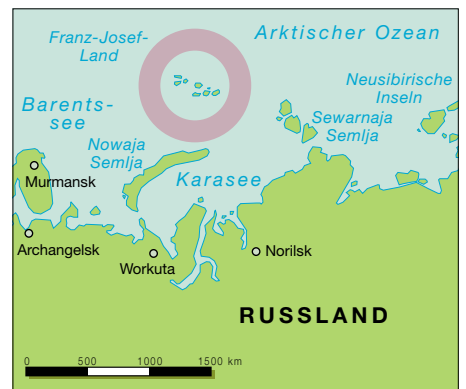 Franz-Josef-
Land
Arktischer Ozean
Neusibirische
Inseln
Barents-
see
Sewarnaja
Semlja
Nowaja
Semlja
Karasee
Murmansk
Archangelsk
Workuta
Norilsk
RUSSLAND
0 500 1000 1500 km